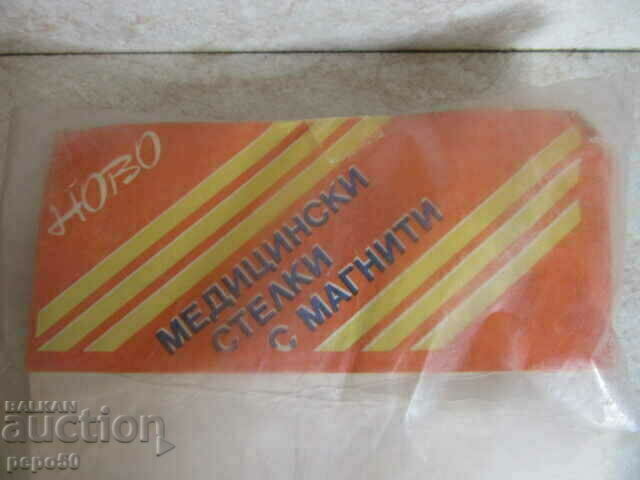 НОВО
МЕДИЦИНСКИ
СТЕЛКИ
С МАГНИТИ
BALKAN
auction
pepo50